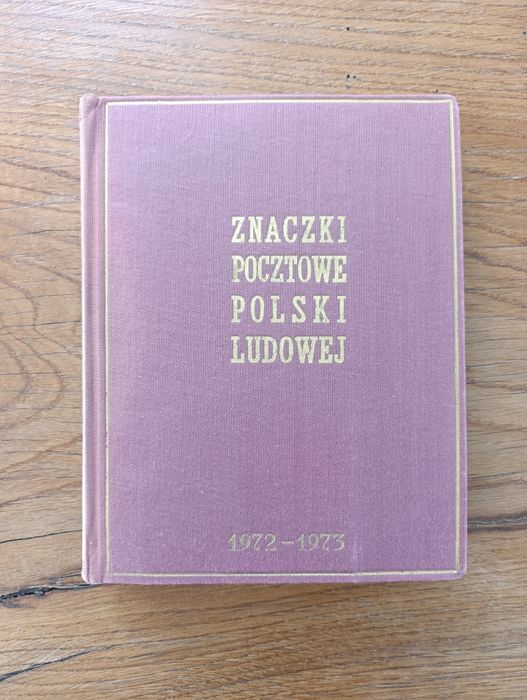 ZNACZKI
POCZTOWE
POLSKI
LUDOWEJ
1972-1973